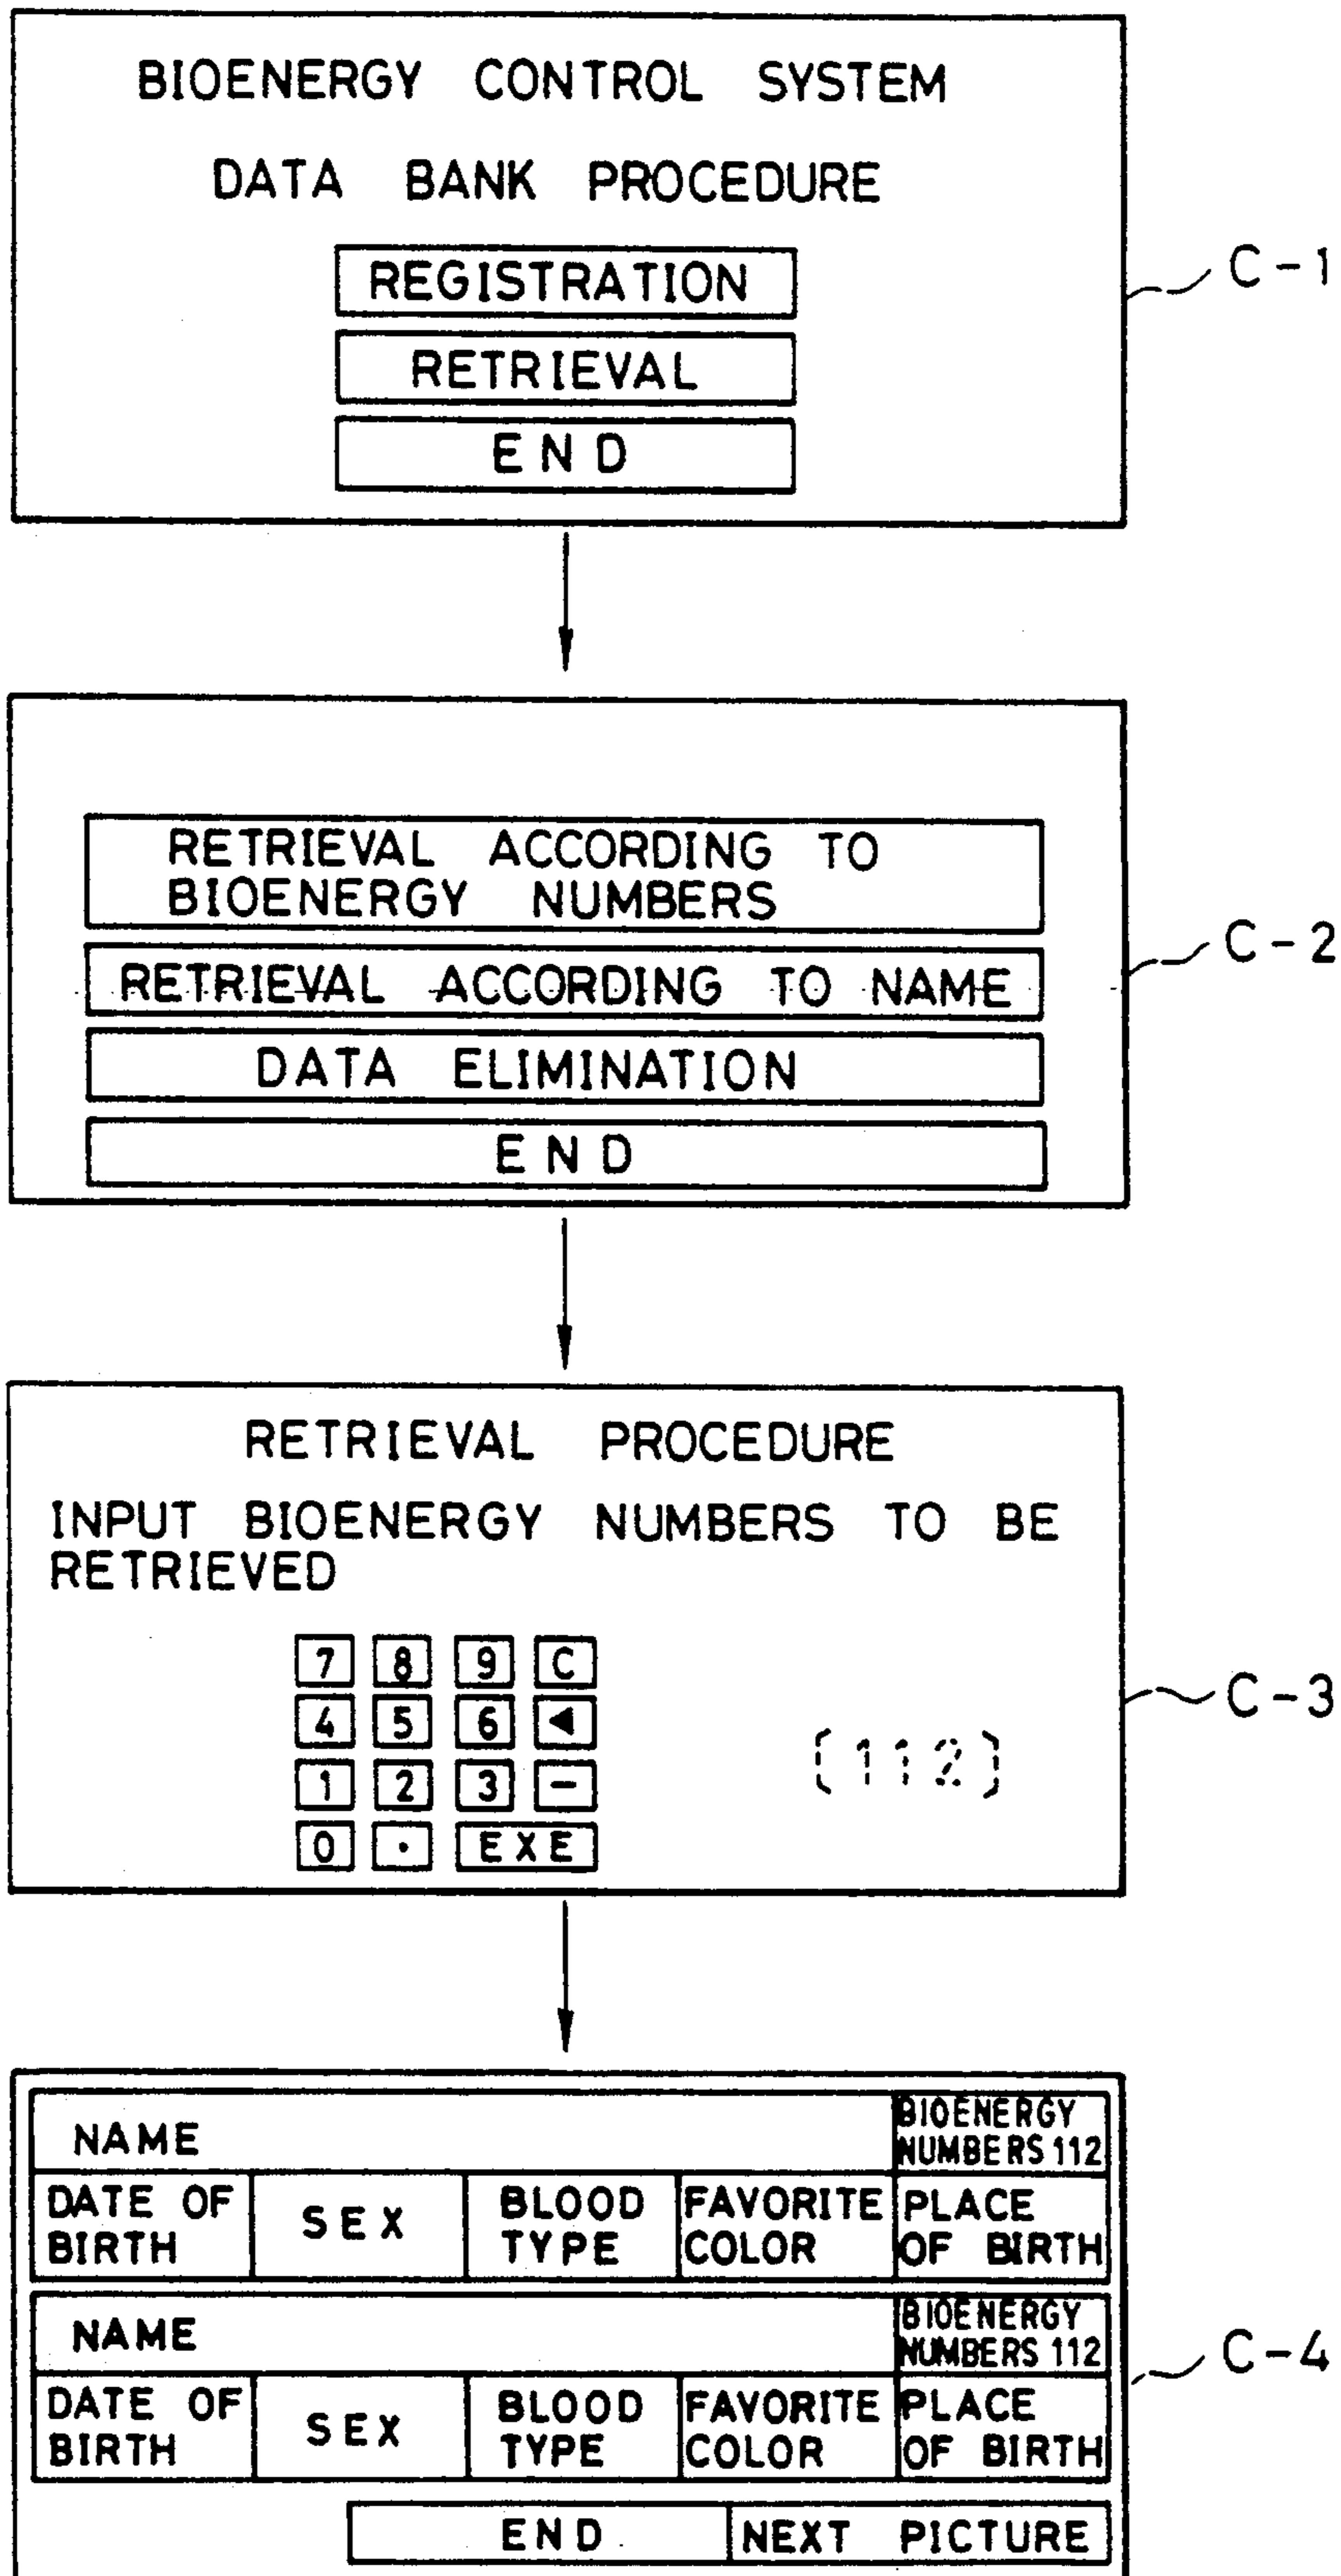 BIOENERGY CONTROL SYSTEM
DATA BANK PROCEDURE
REGISTRATION
RETRIEVAL
END
C-1
RETRIEVAL ACCORDING TO
BIOENERGY NUMBERS
RETRIEVAL ACCORDING TO NAME
DATA ELIMINATION
END
C-2
RETRIEVAL PROCEDURE
INPUT BIOENERGY NUMBERS TO BE
RETRIEVED
7 8 9 C
4 5 6 ◀
1 2 3 −
0 · EXE
[112]
C-3
NAME
BIOENERGY
NUMBERS 112
DATE OF
BIRTH
SEX
BLOOD
TYPE
FAVORITE
COLOR
PLACE
OF BIRTH
NAME
BIOENERGY
NUMBERS 112
DATE OF
BIRTH
SEX
BLOOD
TYPE
FAVORITE
COLOR
PLACE
OF BIRTH
C-4
END
NEXT PICTURE